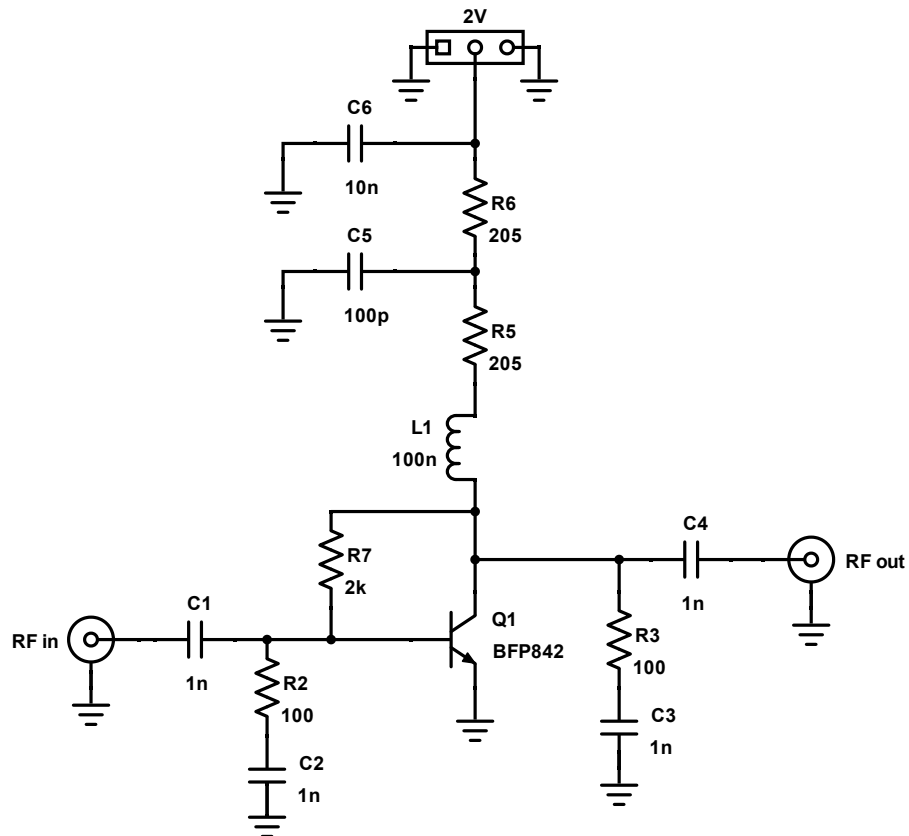 2V
C6
10n
R6
205
C5
100p
R5
205
L1
100n
R7
2k
C4
1n
RF out
C1
1n
RF in
Q1
BFP842
R2
100
R3
100
C3
1n
C2
1n